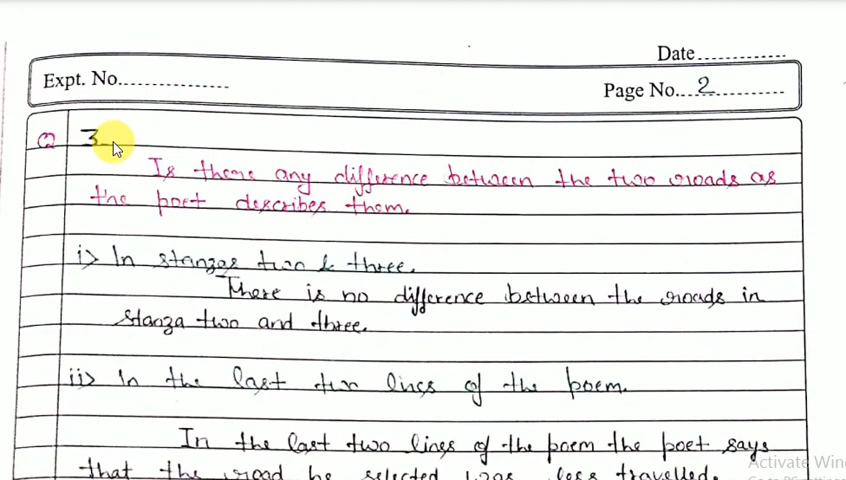 Date..............
Expt. No...................
Page No....2.............
Q 3.
Is there any difference between the two roads as
the poet describes them.
i> In stanzas two & three.
There is no difference between the roads in
stanza two and three.
ii> In the last two lines of the poem.
In the last two lines of the poem the poet says
that the road he selected was less travelled.
Activate Win